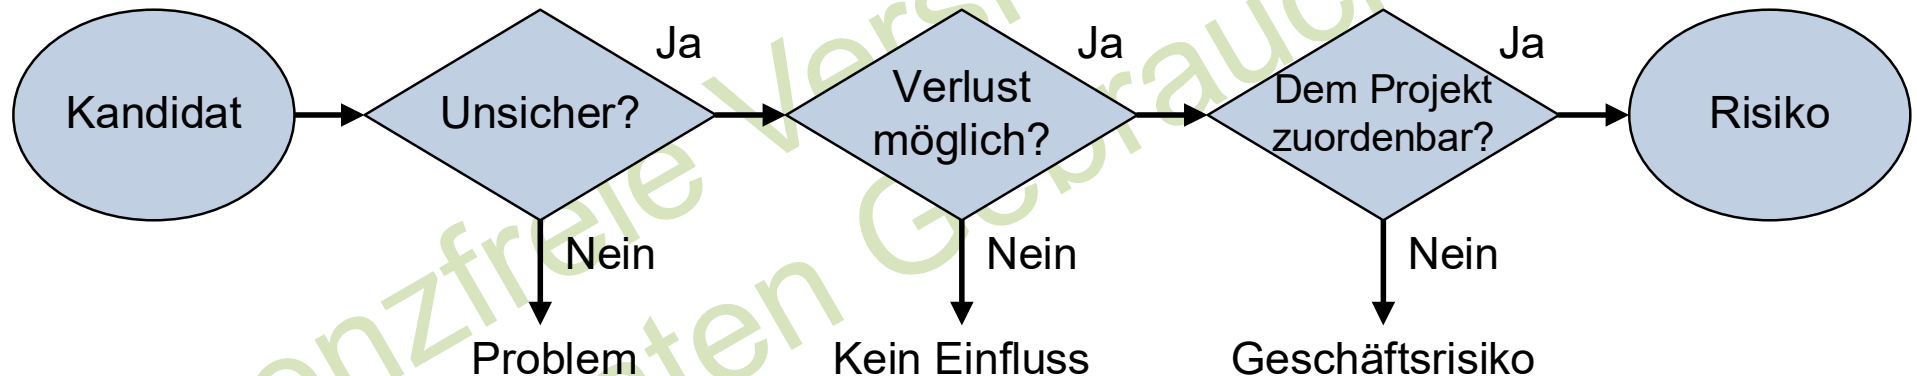 Kandidat
Unsicher?
Ja
Nein
Problem
Verlust
möglich?
Ja
Nein
Kein Einfluss
Dem Projekt
zuordenbar?
Ja
Nein
Geschäftsrisiko
Risiko